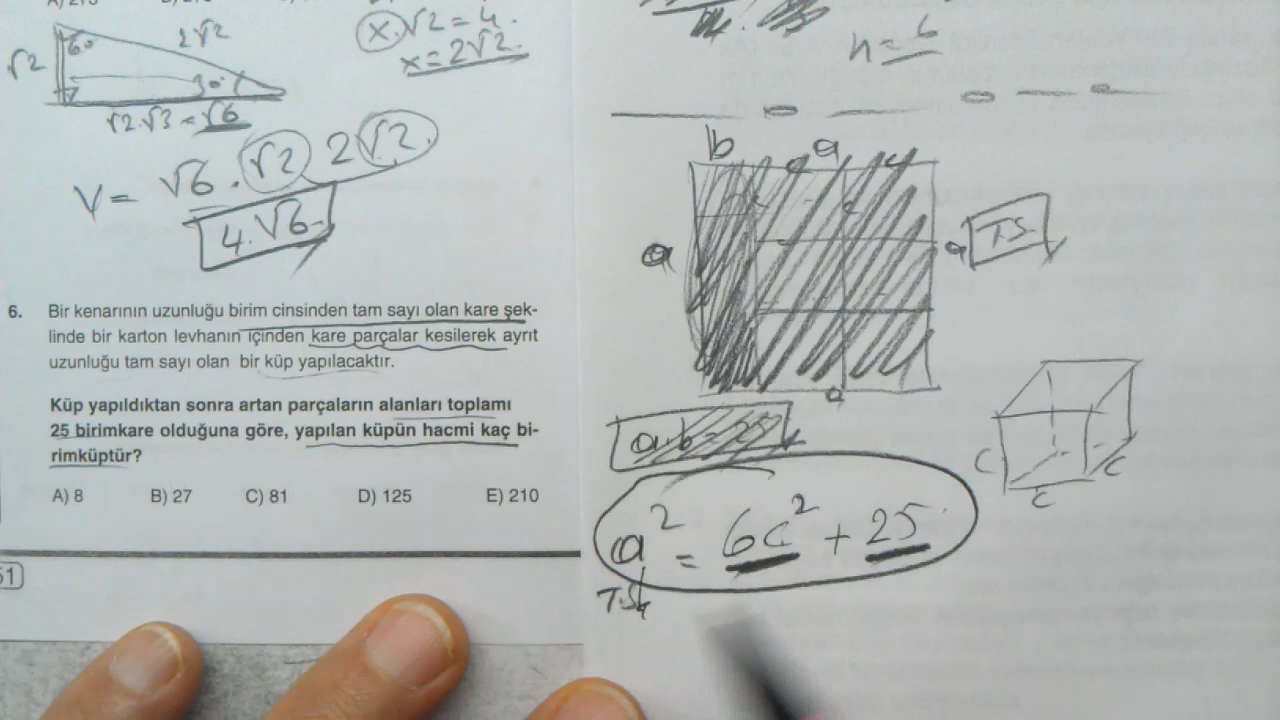 √2
60
2√2
30°
√2.√3 = √6
x.√2 = 4.
x = 2√2.
V = √6 . √2 2√2.
4.√6
6. Bir kenarının uzunluğu birim cinsinden tam sayı olan kare şek-
linde bir karton levhanın içinden kare parçalar kesilerek ayrıt
uzunluğu tam sayı olan bir küp yapılacaktır.
Küp yapıldıktan sonra artan parçaların alanları toplamı
25 birimkare olduğuna göre, yapılan küpün hacmi kaç bi-
rimküptür?
A) 8 B) 27 C) 81 D) 125 E) 210
51
n = 6
b a
a a T.S.
a
a.b = 25
a² = 6c² + 25
T.S
c c
c